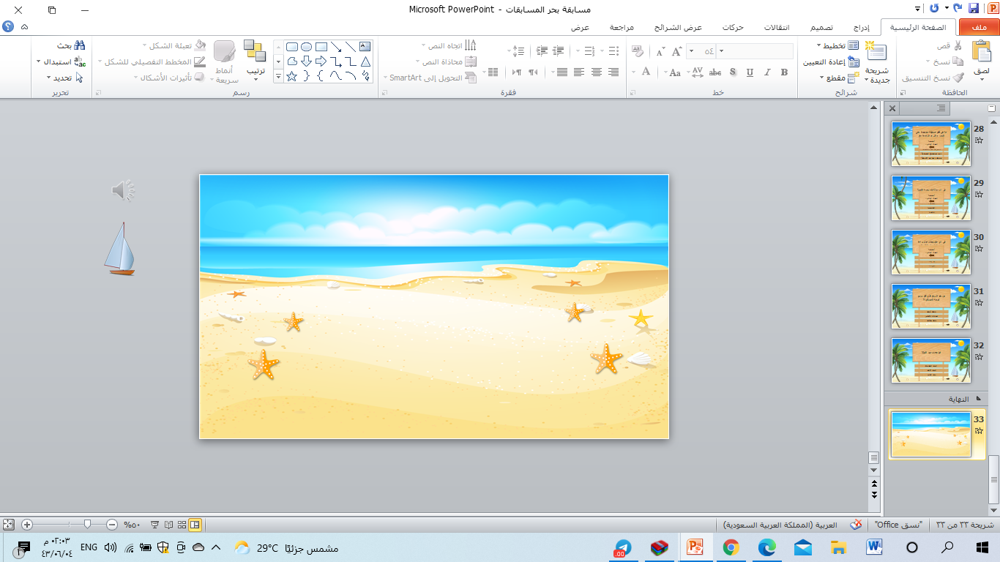 مسابقة بحر المسابقات - Microsoft PowerPoint
ملف
الصفحة الرئيسية
إدراج
تصميم
انتقالات
حركات
عرض الشرائح
مراجعة
عرض
لصق
قص
نسخ
نسخ التنسيق
الحافظة
شريحة جديدة
تخطيط
إعادة التعيين
مقطع
شرائح
٥٤
B I U S abc AV Aa A
خط
اتجاه النص
محاذاة النص
التحويل إلى SmartArt
فقرة
ترتيب
أنماط سريعة
تعبئة الشكل
المخطط التفصيلي للشكل
تأثيرات الأشكال
رسم
بحث
استبدال
تحديد
تحرير
28
29
30
31
32
النهاية
33
شريحة ٣٣ من ٣٣
"نسق Office"
العربية (المملكة العربية السعودية)
٥٠%
29°C مشمس جزئيًا
ENG
٠٢:٠٣ م
٤٣/٠٦/٠٤
1
.00